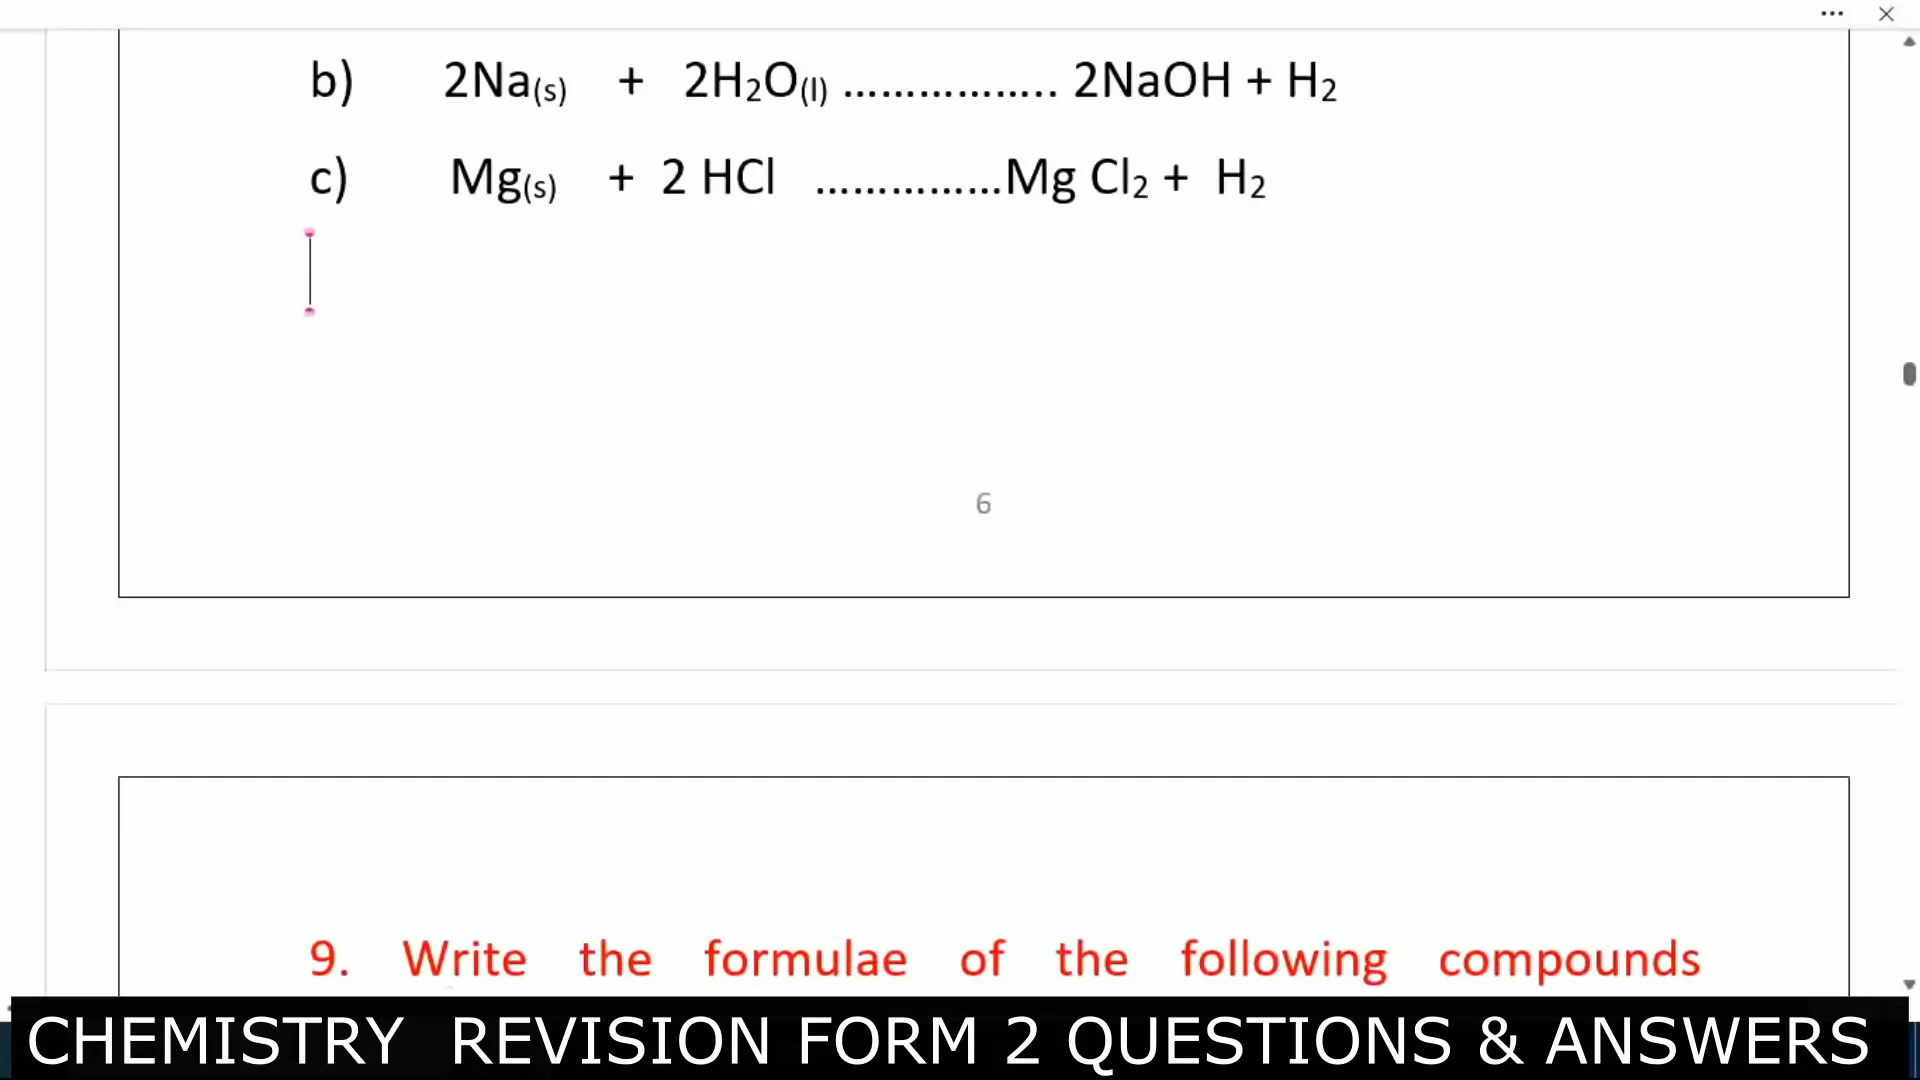 b) 2Na(s) + 2H₂O(l) ................. 2NaOH + H₂
c) Mg(s) + 2 HCl ...............Mg Cl₂ + H₂
6
9. Write the formulae of the following compounds
CHEMISTRY REVISION FORM 2 QUESTIONS & ANSWERS